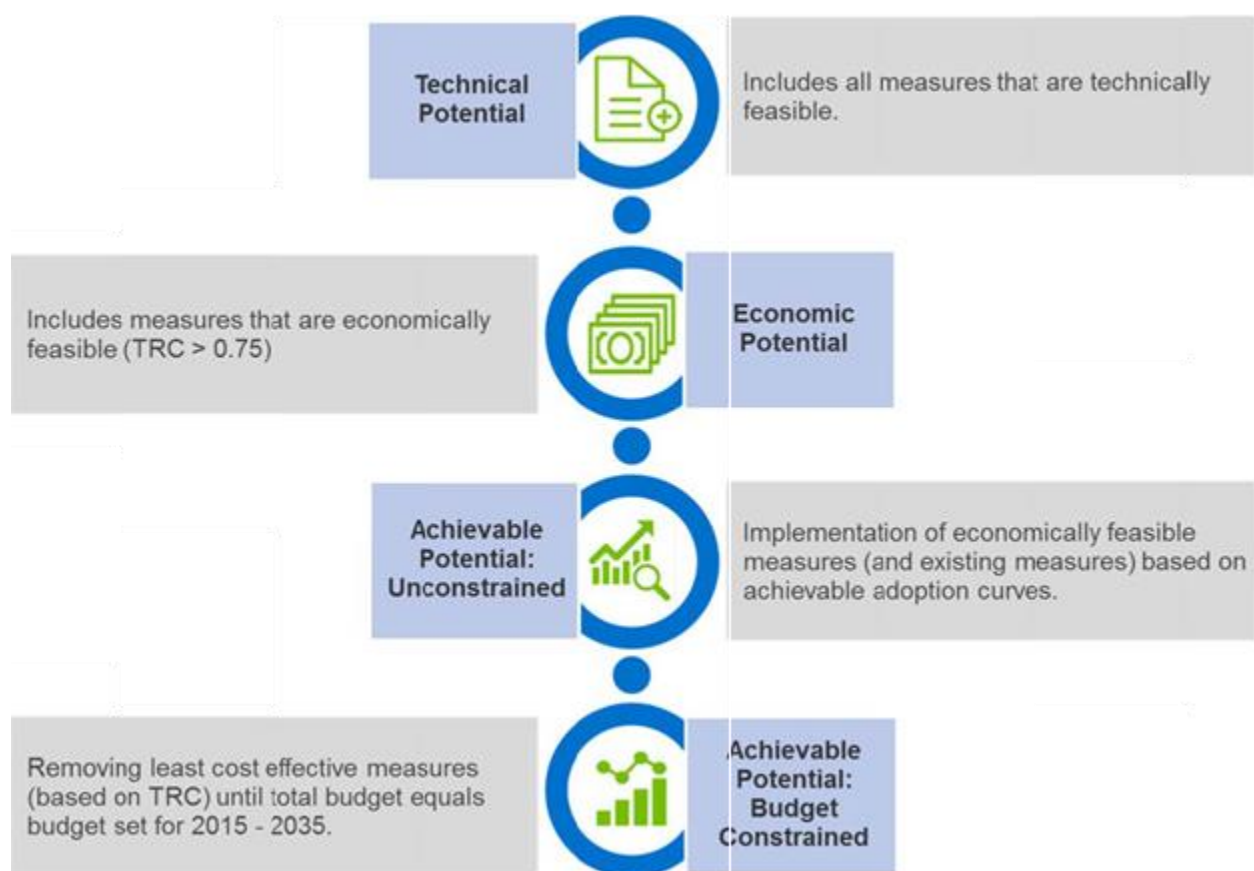 Technical
Potential
Includes all measures that are technically
feasible.
Includes measures that are economically
feasible (TRC > 0.75)
Economic
Potential
Achievable
Potential:
Unconstrained
Implementation of economically feasible
measures (and existing measures) based on
achievable adoption curves.
Removing least cost effective measures
(based on TRC) until total budget equals
budget set for 2015 - 2035.
Achievable
Potential:
Budget
Constrained